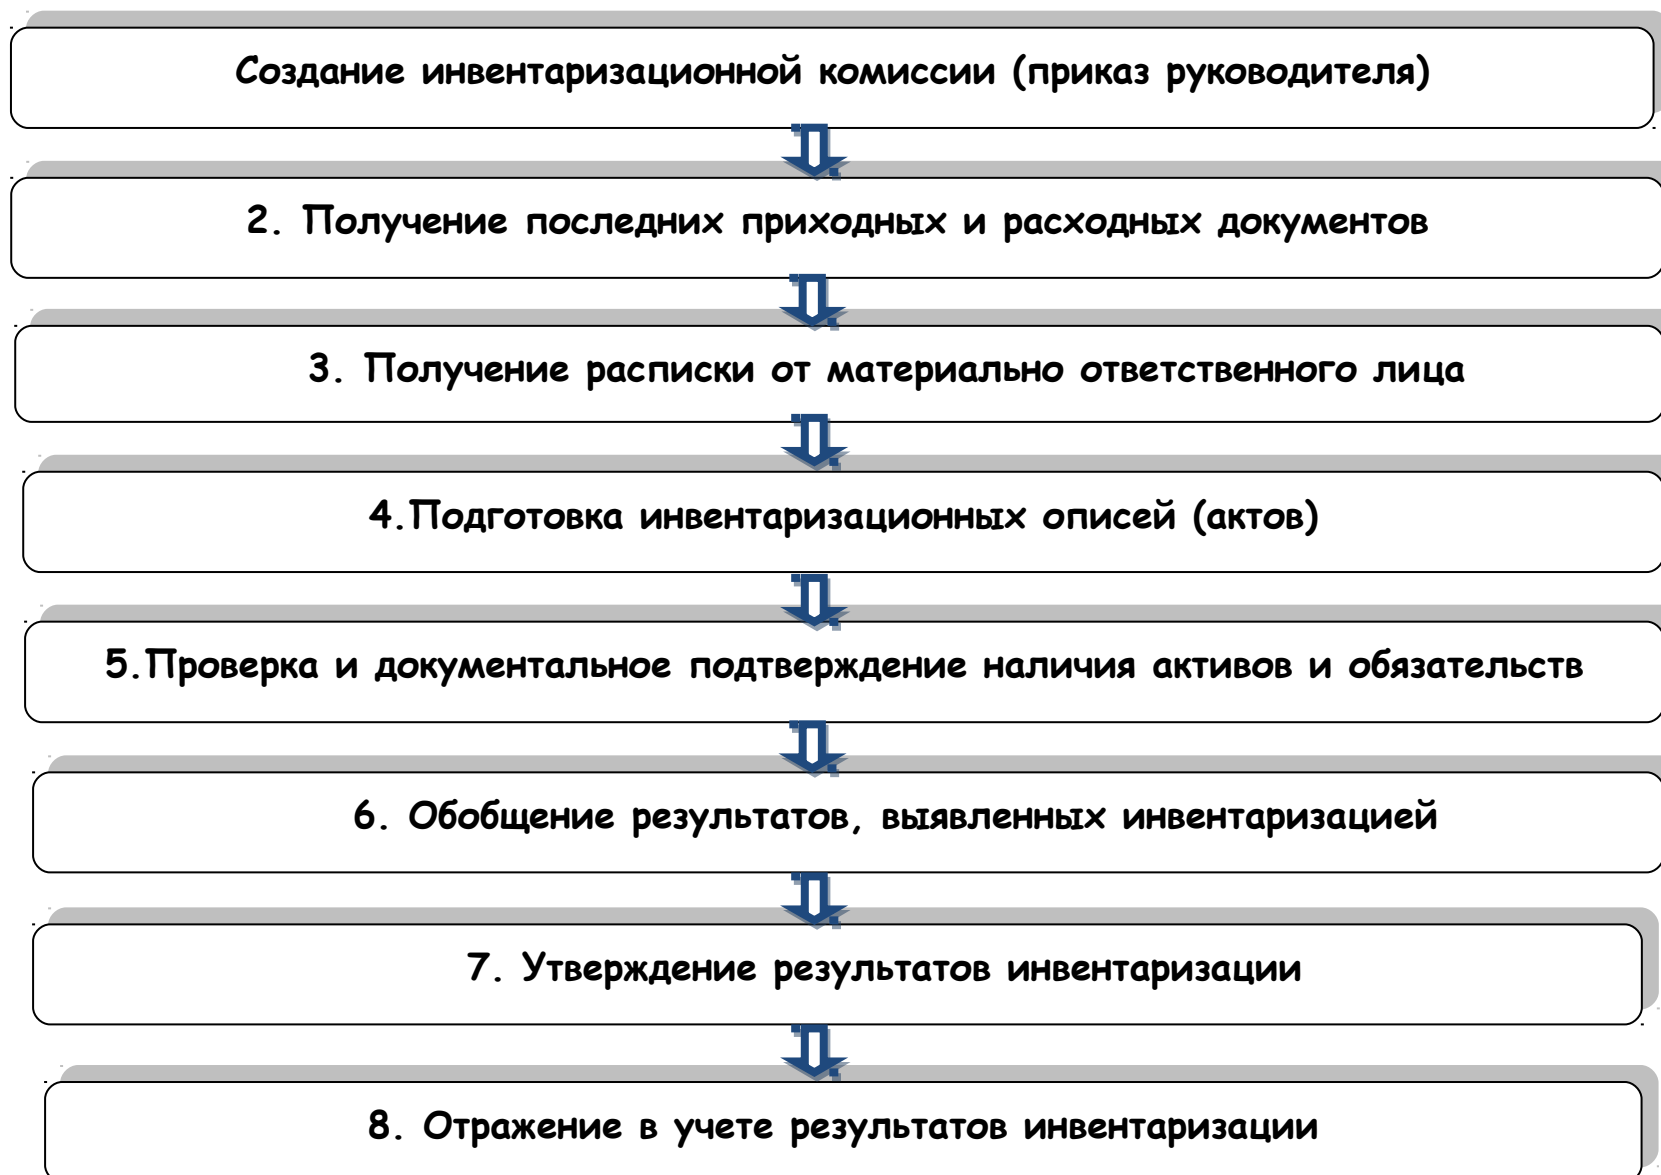 Создание инвентаризационной комиссии (приказ руководителя)
2. Получение последних приходных и расходных документов
3. Получение расписки от материально ответственного лица
4.Подготовка инвентаризационных описей (актов)
5.Проверка и документальное подтверждение наличия активов и обязательств
6. Обобщение результатов, выявленных инвентаризацией
7. Утверждение результатов инвентаризации
8. Отражение в учете результатов инвентаризации